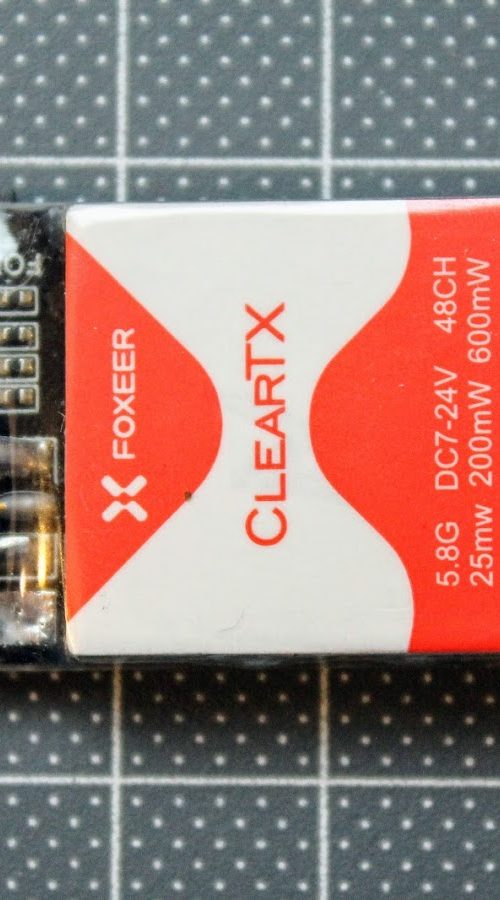 FOXEER
CLEARTX
5.8G DC7-24V 48CH
25mw 200mW 600mW